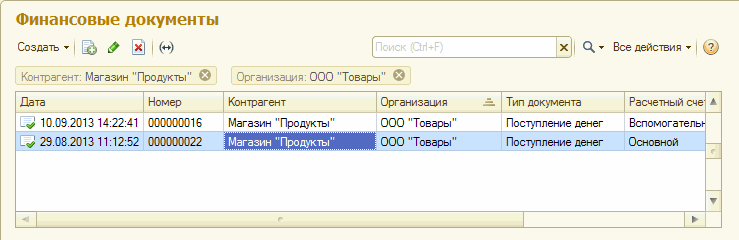 Финансовые документы
Создать Поиск (Ctrl+F) Все действия ?
Контрагент: Магазин "Продукты" Организация: ООО "Товары"
Дата Номер Контрагент Организация Тип документа Расчетный счет
10.09.2013 14:22:41 000000016 Магазин "Продукты" ООО "Товары" Поступление денег Вспомогательн
29.08.2013 11:12:52 000000022 Магазин "Продукты" ООО "Товары" Поступление денег Основной